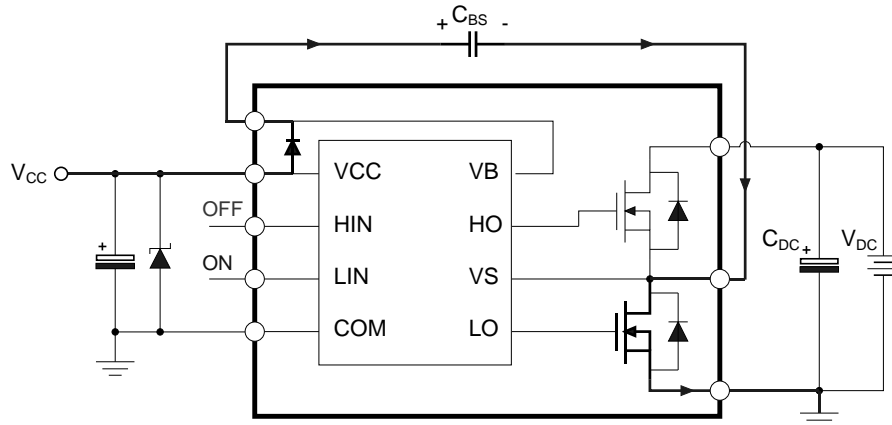 + C_BS -
V_CC
VCC VB
OFF
HIN HO
ON
LIN VS
COM LO
C_DC + V_DC
+